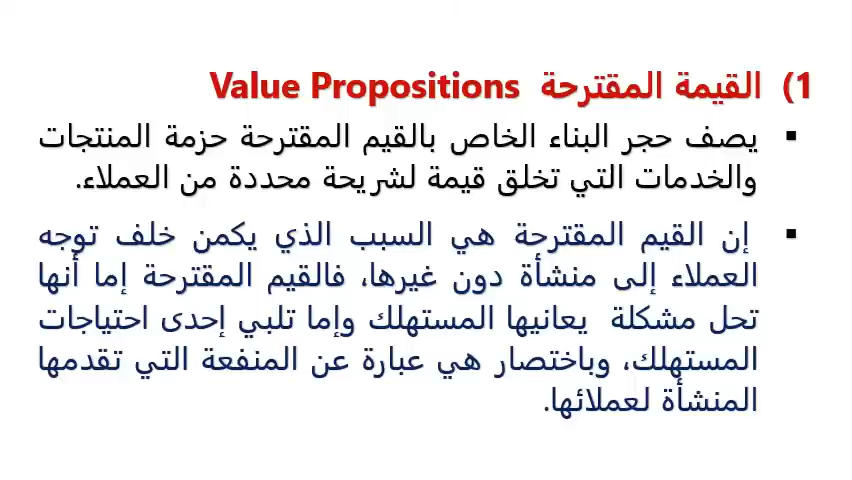 1) القيمة المقترحة Value Propositions
▪ يصف حجر البناء الخاص بالقيم المقترحة حزمة المنتجات
والخدمات التي تخلق قيمة لشريحة محددة من العملاء.
▪ إن القيم المقترحة هي السبب الذي يكمن خلف توجه
العملاء إلى منشأة دون غيرها، فالقيم المقترحة إما أنها
تحل مشكلة يعانيها المستهلك وإما تلبي إحدى احتياجات
المستهلك، وباختصار هي عبارة عن المنفعة التي تقدمها
المنشأة لعملائها.